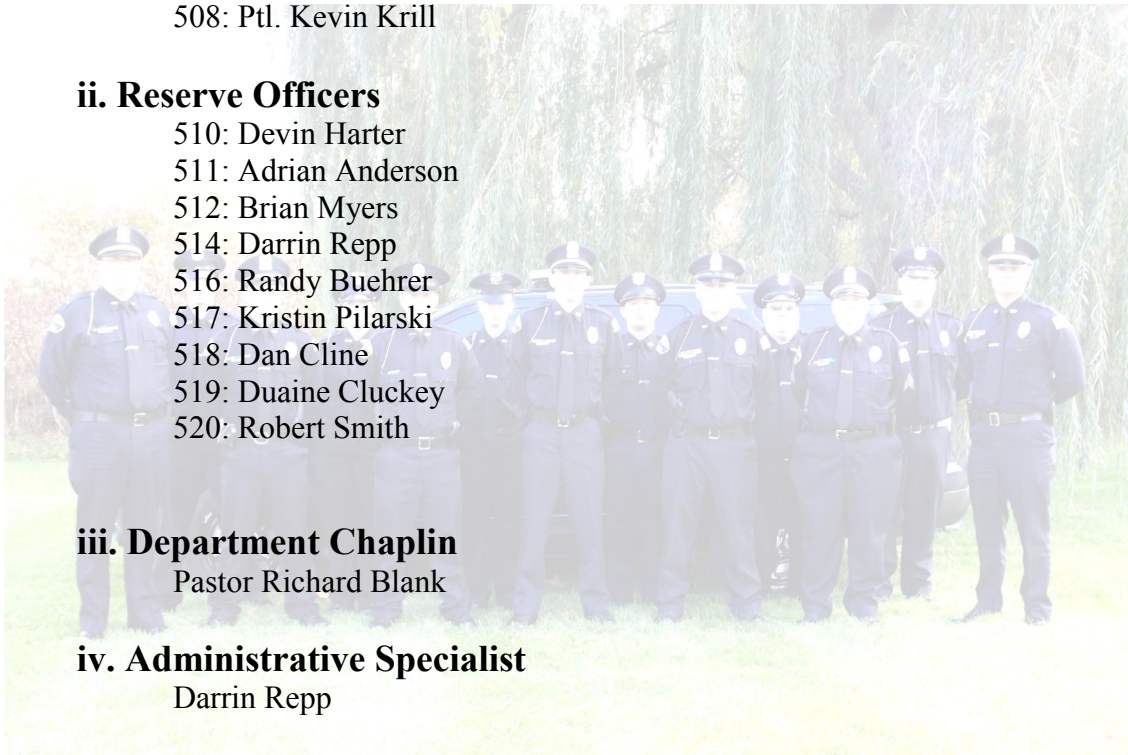 508: Ptl. Kevin Krill
ii. Reserve Officers
510: Devin Harter
511: Adrian Anderson
512: Brian Myers
514: Darrin Repp
516: Randy Buehrer
517: Kristin Pilarski
518: Dan Cline
519: Duaine Cluckey
520: Robert Smith
iii. Department Chaplin
Pastor Richard Blank
iv. Administrative Specialist
Darrin Repp